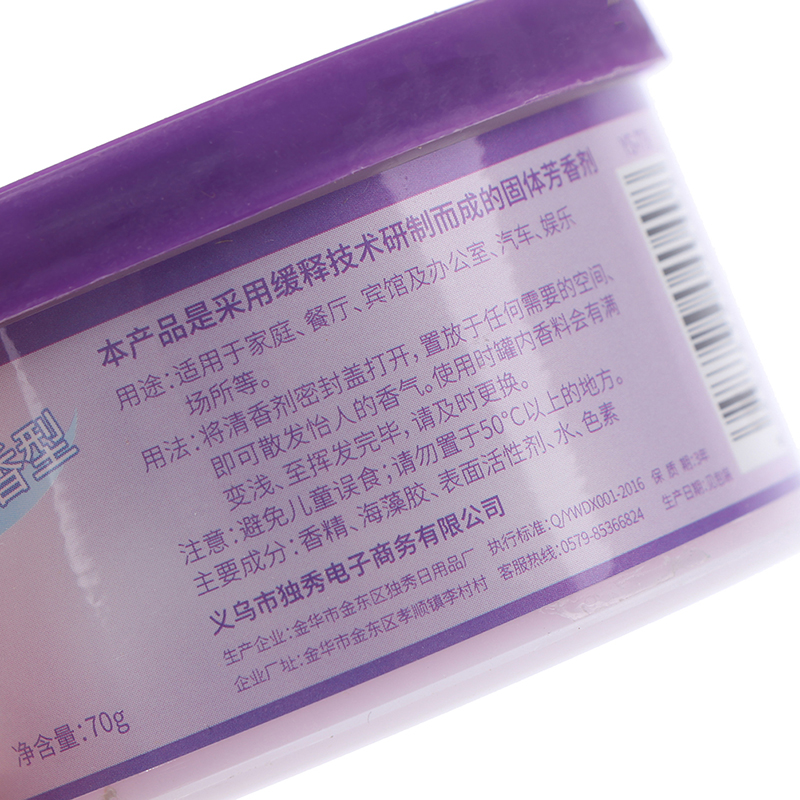 本产品是采用缓释技术研制而成的固体芳香剂
用途:适用于家庭、餐厅、宾馆及办公室、汽车、娱乐
场所等。
用法:将清香剂密封盖打开,置放于任何需要的空间、
即可散发怡人的香气。使用时罐内香料会有满
变浅、至挥发完毕,请及时更换。
注意:避免儿童误食;请勿置于50°C以上的地方。
主要成分:香精、海藻胶、表面活性剂、水、色素
义乌市独秀电子商务有限公司
生产企业:金华市金东区独秀日用品厂 执行标准:Q/YWDX001-2016 保质期:3年
企业厂址:金华市金东区孝顺镇李村村 客服热线:0579-85366824 生产日期:见包装
香型
净含量:70g